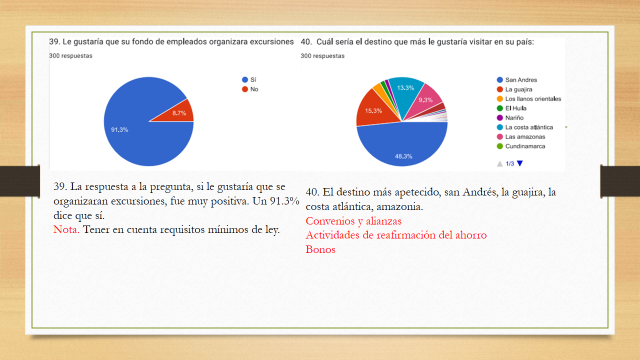 39. Le gustaría que su fondo de empleados organizara excursiones
300 respuestas
Sí
No
8,7%
91,3%
40. Cuál sería el destino que más le gustaría visitar en su país:
300 respuestas
San Andres
La guajira
Los llanos orientales
El Huila
Nariño
La costa atlántica
Las amazonas
Cundinamarca
1/3
13,3%
9,3%
15,3%
48,3%
39. La respuesta a la pregunta, si le gustaría que se
organizaran excursiones, fue muy positiva. Un 91.3%
dice que sí.
Nota. Tener en cuenta requisitos mínimos de ley.
40. El destino más apetecido, san Andrés, la guajira, la
costa atlántica, amazonia.
Convenios y alianzas
Actividades de reafirmación del ahorro
Bonos